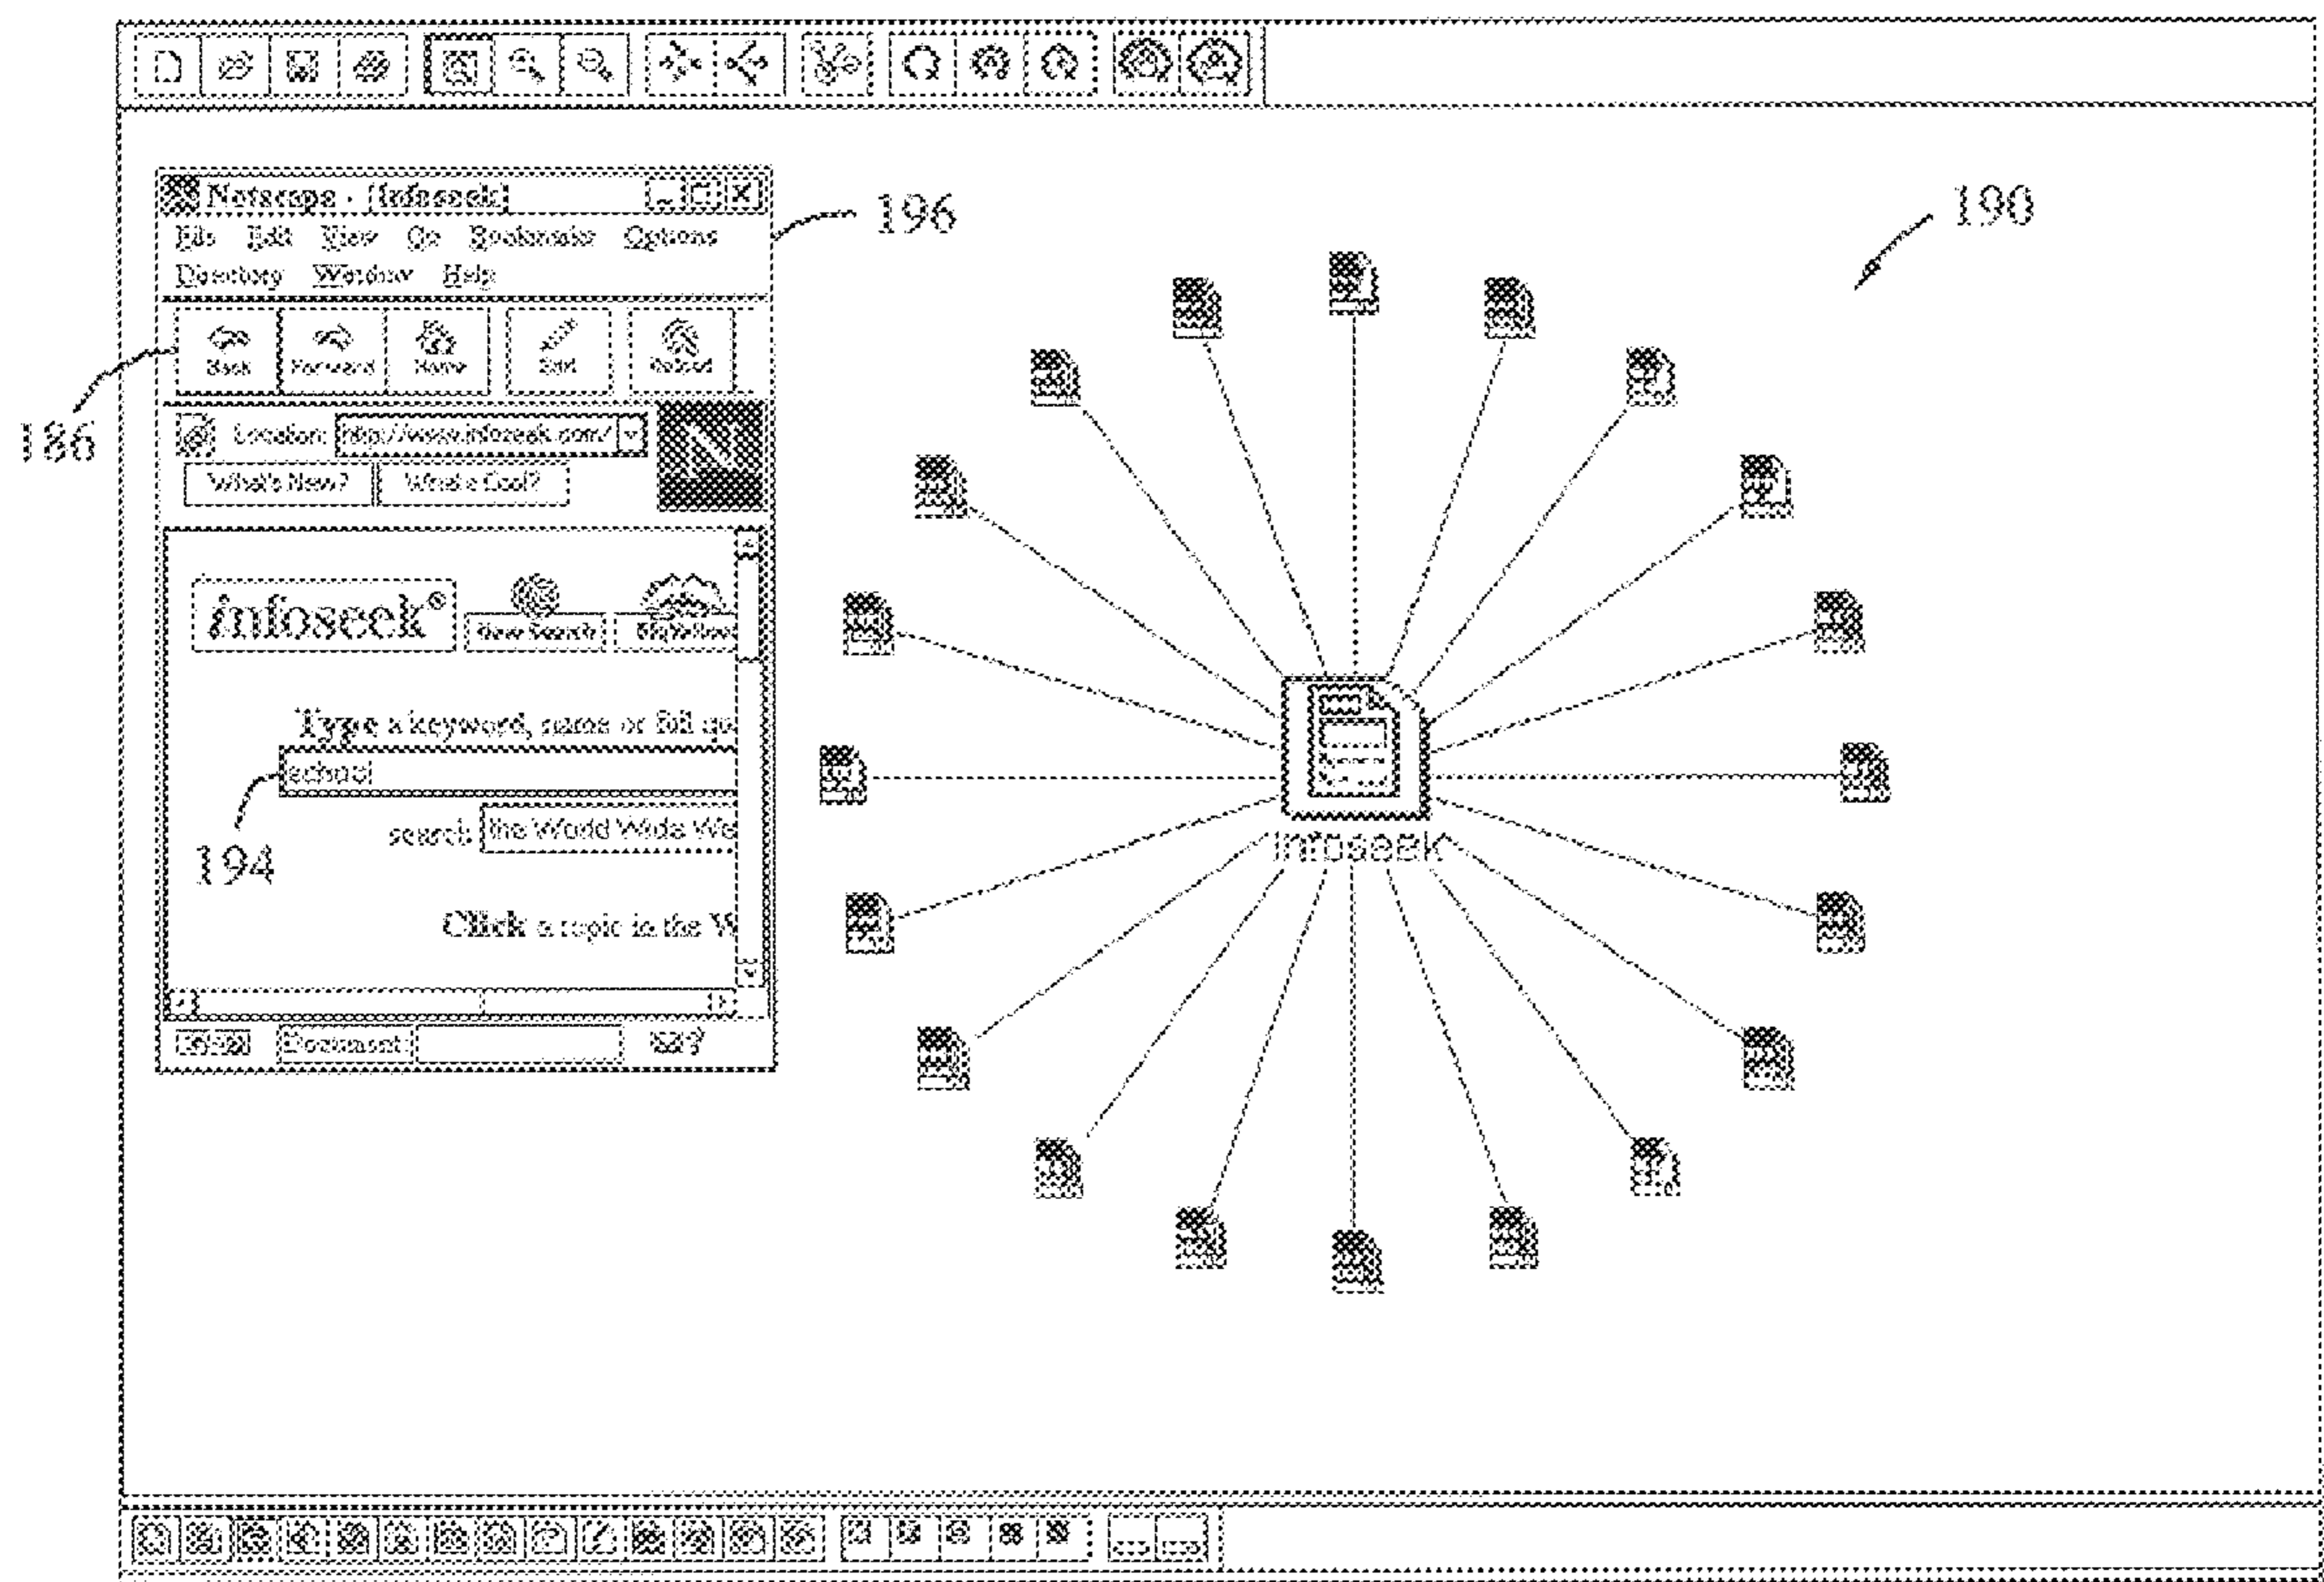 Netscape - [Infoseek]
196
190
File Edit View Go Bookmarks Options
Directory Window Help
Back Forward Home Edit Reload
186
Location: http://www.infoseek.com/
What's New? What's Cool?
N
infoseek®
New Search
Type a keyword, name or full qu
school
search the World Wide We
194
infoseek
Click a topic in the W
Document: